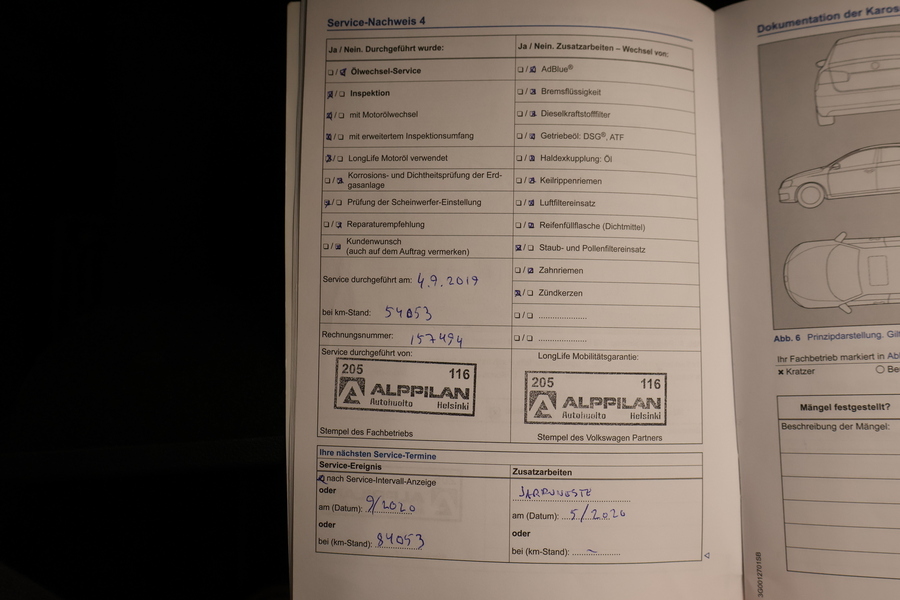 Service-Nachweis 4
Ja / Nein. Durchgeführt wurde:
Ja / Nein. Zusatzarbeiten – Wechsel von:
Ölwechsel-Service
AdBlue®
Inspektion
Bremsflüssigkeit
mit Motorölwechsel
Dieselkraftstofffilter
mit erweitertem Inspektionsumfang
Getriebeöl: DSG®, ATF
LongLife Motoröl verwendet
Haldexkupplung: Öl
Korrosions- und Dichtheitsprüfung der Erd-
gasanlage
Keilrippenriemen
Prüfung der Scheinwerfer-Einstellung
Luftfiltereinsatz
Reparaturempfehlung
Reifenfüllflasche (Dichtmittel)
Kundenwunsch
(auch auf dem Auftrag vermerken)
Staub- und Pollenfiltereinsatz
Zahnriemen
Service durchgeführt am: 4.9.2019
Zündkerzen
bei km-Stand: 54053
Rechnungsnummer: 157494
Service durchgeführt von:
LongLife Mobilitätsgarantie:
205 116
ALPPILAN
Autohuolto Helsinki
205 116
ALPPILAN
Autohuolto Helsinki
Stempel des Fachbetriebs
Stempel des Volkswagen Partners
Ihre nächsten Service-Termine
Service-Ereignis
Zusatzarbeiten
nach Service-Intervall-Anzeige
oder
JARRUNESTE
am (Datum): 9/2020
am (Datum): 5/2020
oder
oder
bei (km-Stand): 84053
bei (km-Stand): ~
3G0012701SB
Dokumentation der Karos
Abb. 6 Prinzipdarstellung. Gil
Ihr Fachbetrieb markiert in Ab
× Kratzer
Be
Mängel festgestellt?
Beschreibung der Mängel: